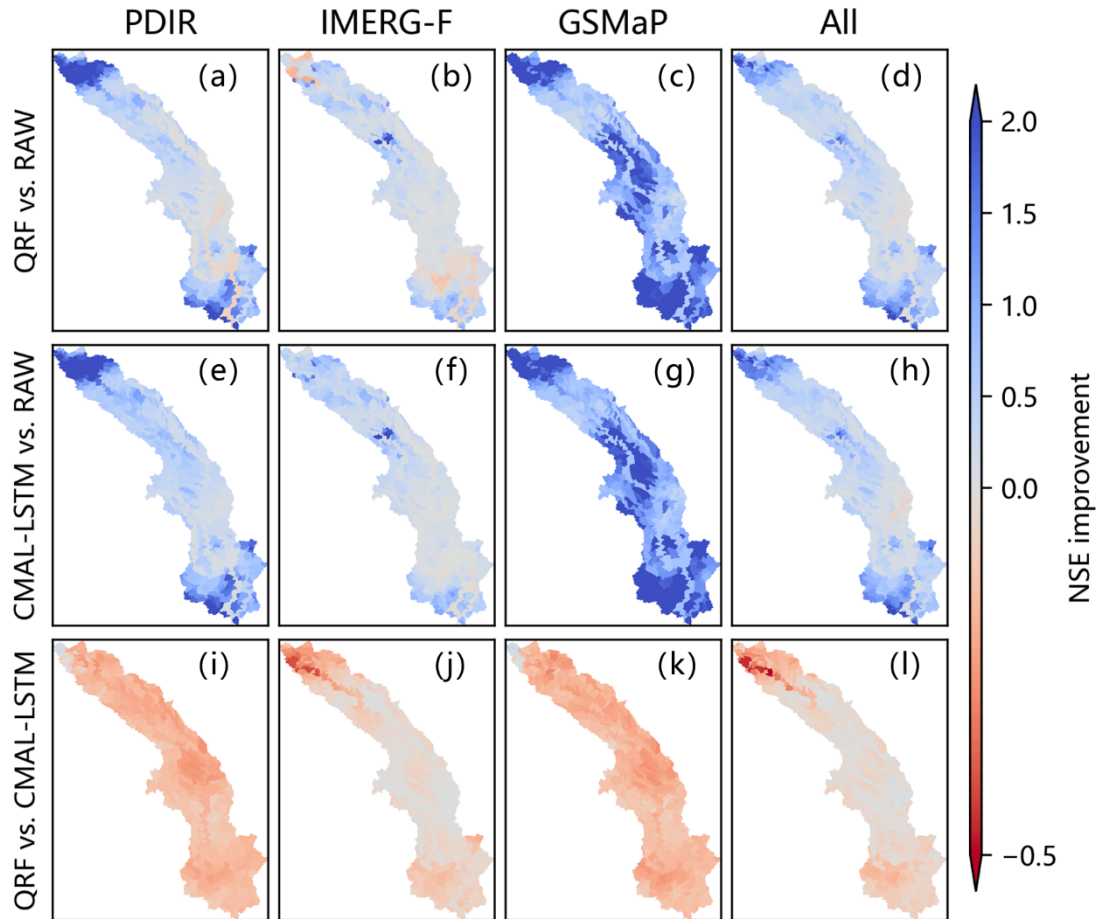 PDIR IMERG-F GSMaP All
QRF vs. RAW
(a) (b) (c) (d)
CMAL-LSTM vs. RAW
(e) (f) (g) (h)
QRF vs. CMAL-LSTM
(i) (j) (k) (l)
2.0
1.5
1.0
0.5
0.0
−0.5
NSE improvement